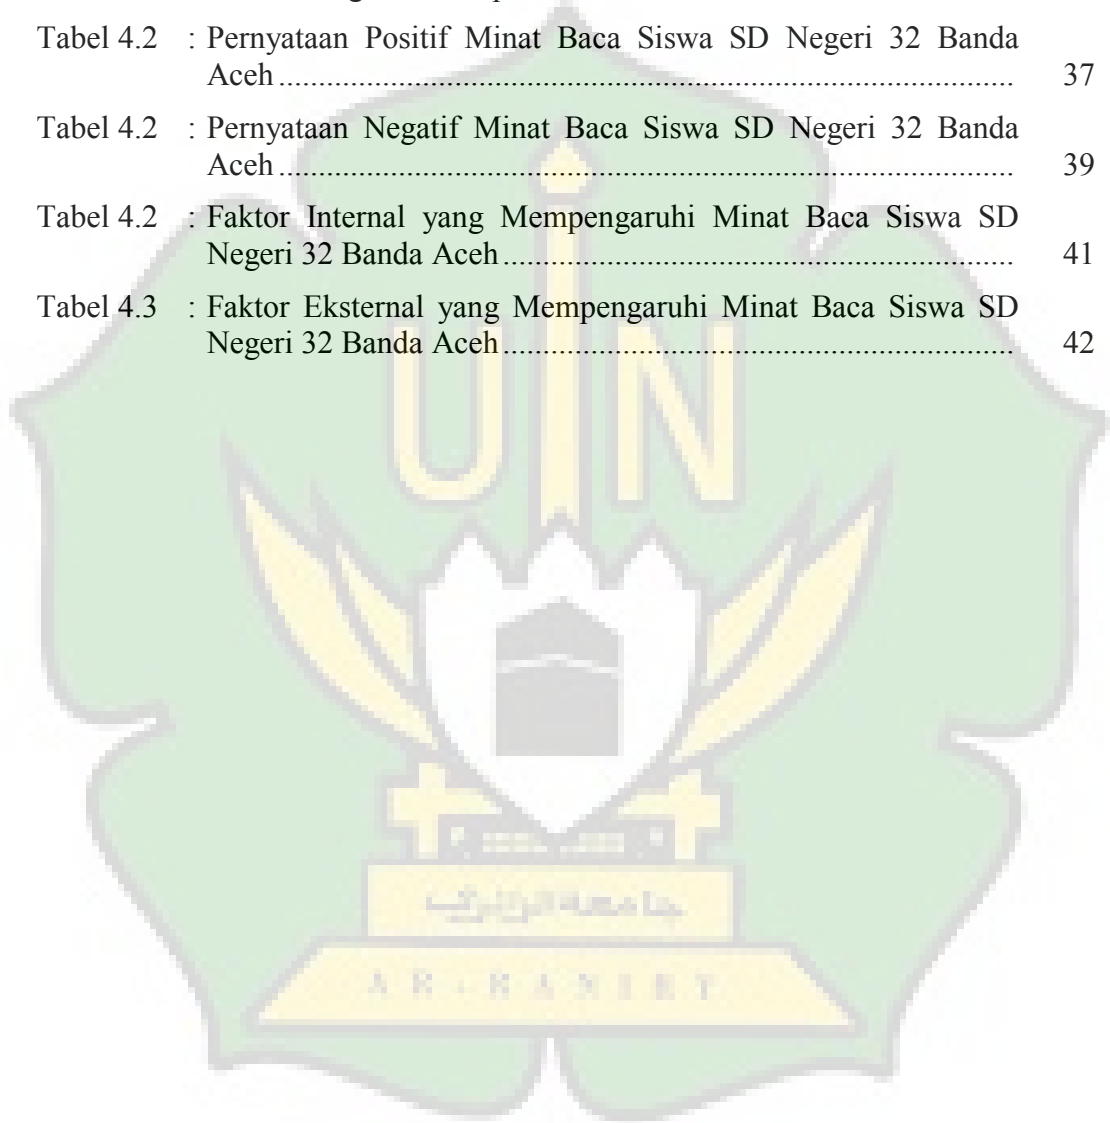 Tabel 4.2 : Pernyataan Positif Minat Baca Siswa SD Negeri 32 Banda
Aceh ............................................................................................ 37
Tabel 4.2 : Pernyataan Negatif Minat Baca Siswa SD Negeri 32 Banda
Aceh ............................................................................................ 39
Tabel 4.2 : Faktor Internal yang Mempengaruhi Minat Baca Siswa SD
Negeri 32 Banda Aceh ................................................................ 41
Tabel 4.3 : Faktor Eksternal yang Mempengaruhi Minat Baca Siswa SD
Negeri 32 Banda Aceh ................................................................ 42
UIN
جامعة الرانيري
AR-RANIRY